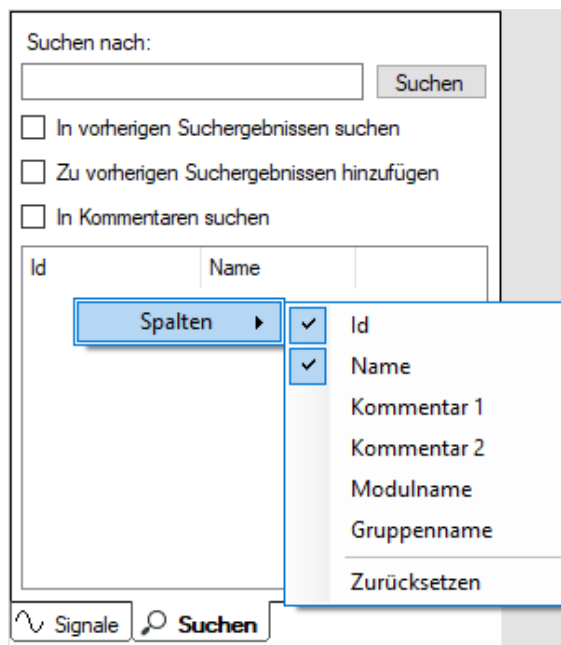 Suchen nach:
Suchen
In vorherigen Suchergebnissen suchen
Zu vorherigen Suchergebnissen hinzufügen
In Kommentaren suchen
Id Name
Spalten
Id
Name
Kommentar 1
Kommentar 2
Modulname
Gruppenname
Zurücksetzen
Signale Suchen